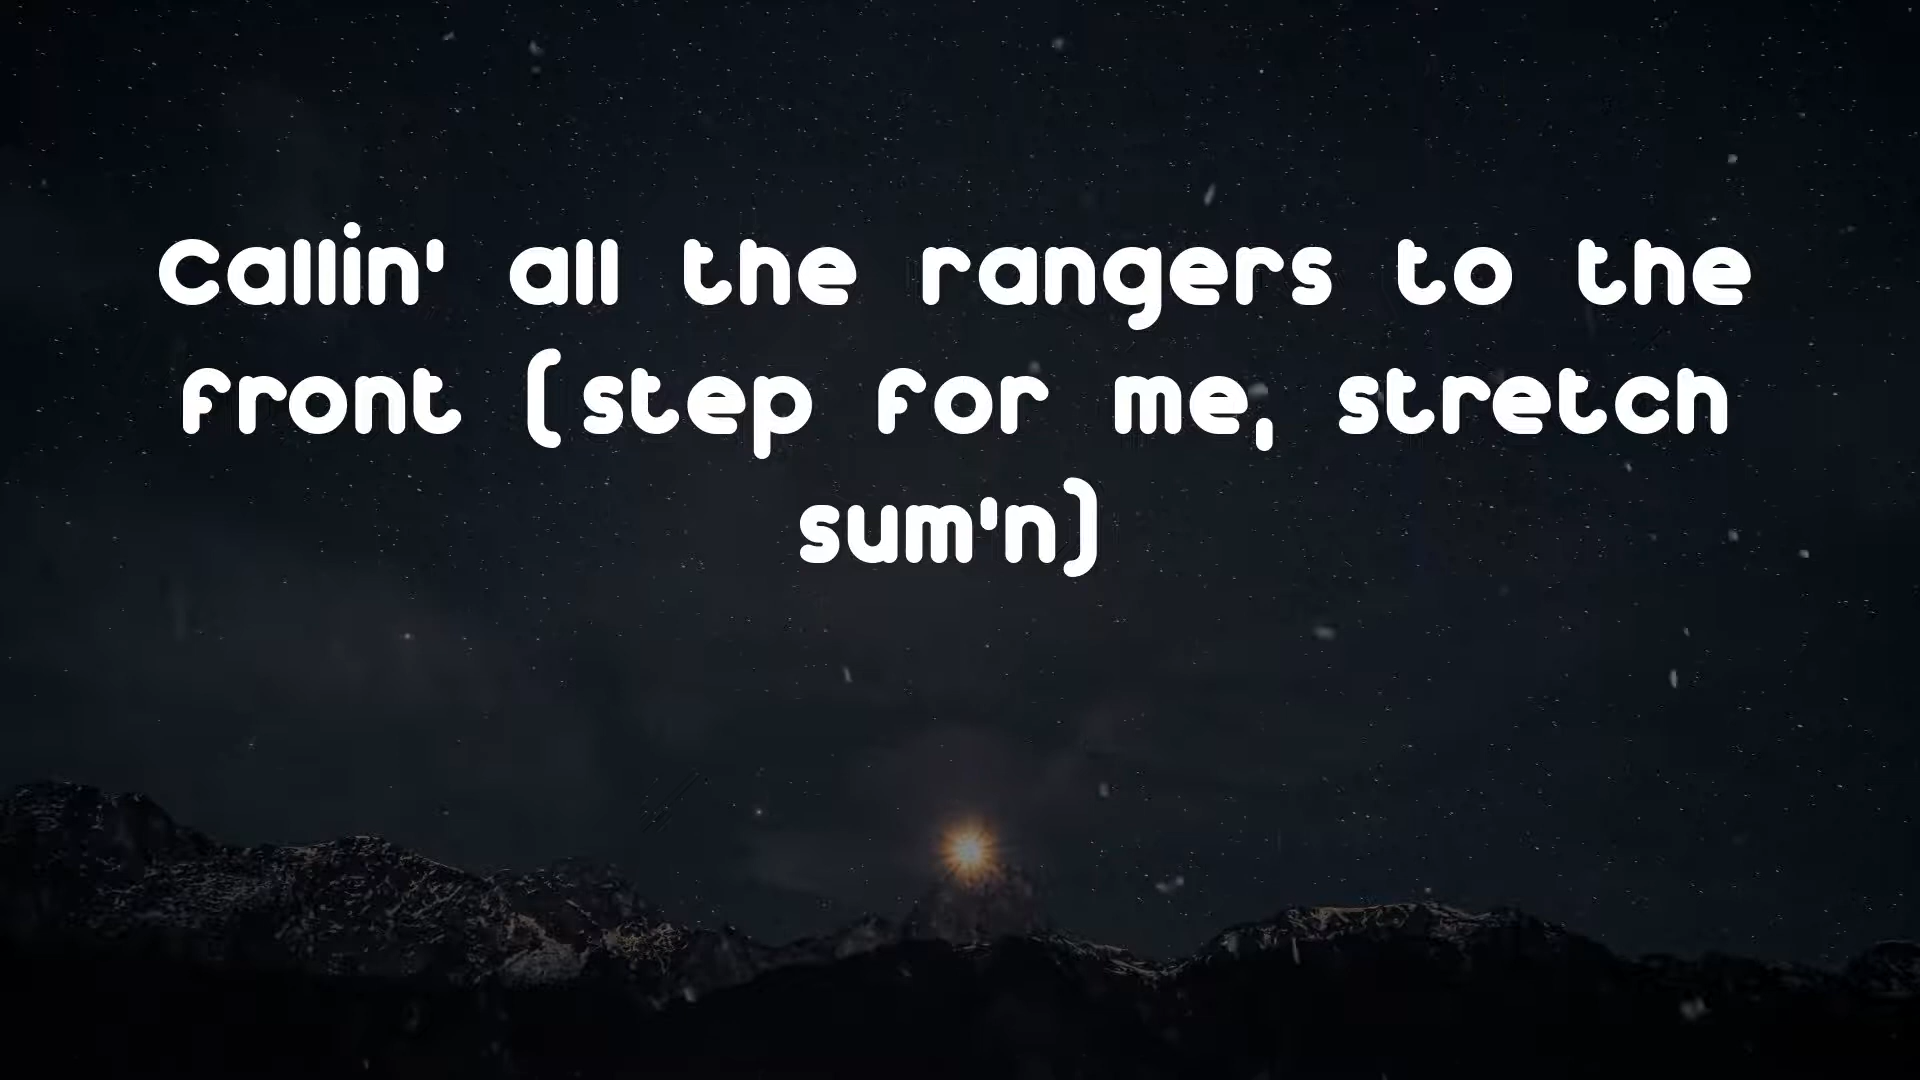 Callin' all the rangers to the
front (step for me, stretch
sum'n)